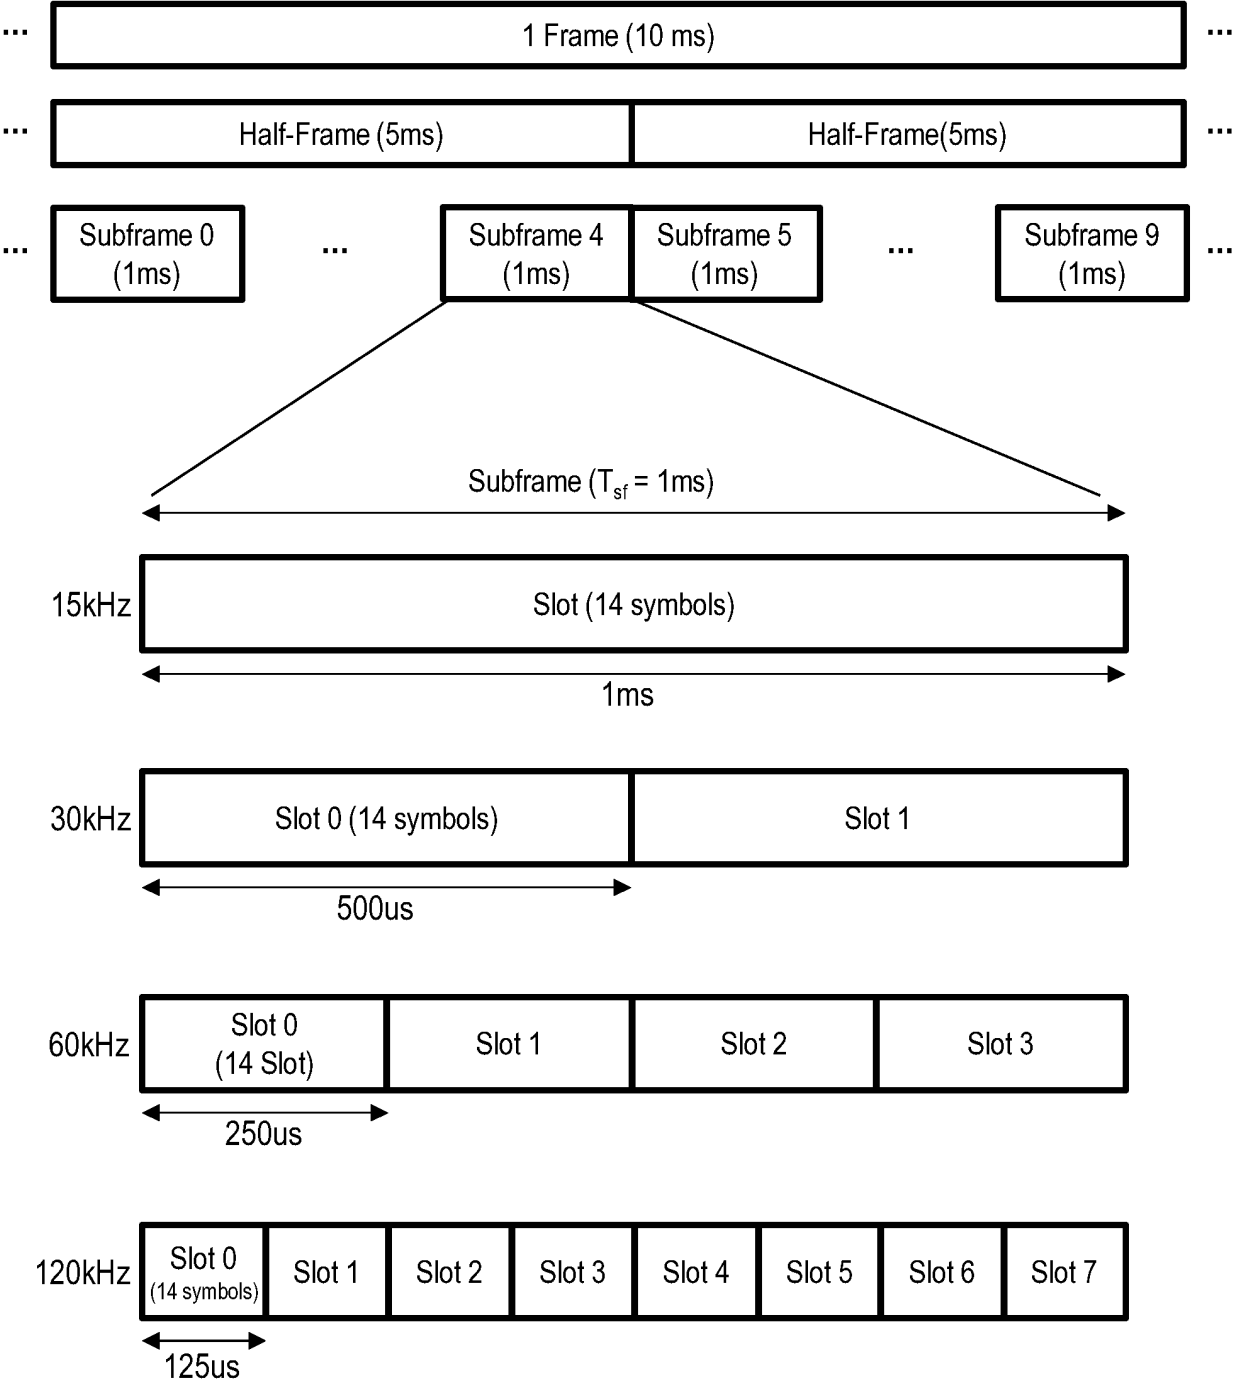 ... 1 Frame (10 ms) ...
... Half-Frame (5ms) Half-Frame(5ms) ...
... Subframe 0 (1ms) ... Subframe 4 (1ms) Subframe 5 (1ms) ... Subframe 9 (1ms) ...
Subframe (Tsf = 1ms)
15kHz Slot (14 symbols)
1ms
30kHz Slot 0 (14 symbols) Slot 1
500us
60kHz Slot 0 (14 Slot) Slot 1 Slot 2 Slot 3
250us
120kHz Slot 0 (14 symbols) Slot 1 Slot 2 Slot 3 Slot 4 Slot 5 Slot 6 Slot 7
125us